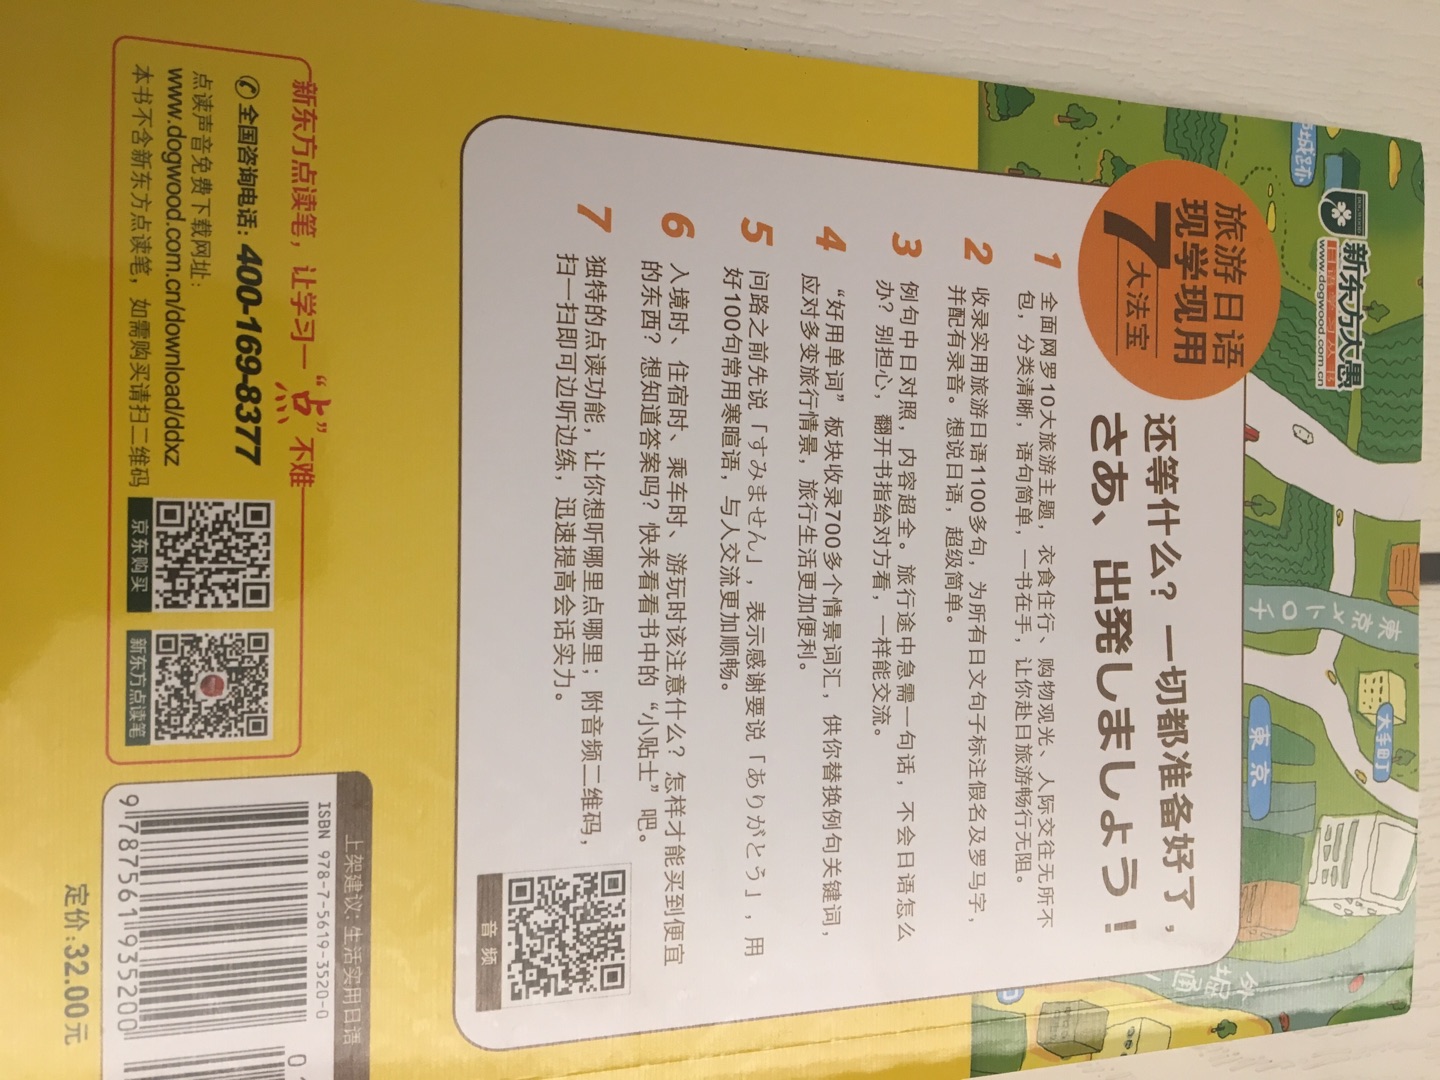 新东方大愚
www.dogwood.com.cn
東京メトロ千
大手町
東京
外堀通
旅游日语
现学现用
7大法宝
还等什么？一切都准备好了，
さあ、出発しましょう！
1 全面网罗10大旅游主题，衣食住行、购物观光、人际交往无所不
包，分类清晰，语句简单，一书在手，让你赴日旅游畅行无阻。
2 收录实用旅游日语1100多句，为所有日文句子标注假名及罗马字，
并配有录音。想说日语，超级简单。
3 例句中日对照，内容超全。旅行途中急需一句话，不会日语怎么
办？别担心，翻开书指给对方看，一样能交流。
4 “好用单词”板块收录700多个情景词汇，供你替换例句关键词，
应对多变旅行情景，旅行生活更加便利。
5 问路之前先说「すみません」，表示感谢要说「ありがとう」，用
好100句常用寒暄语，与人交流更加顺畅。
6 入境时、住宿时、乘车时、游玩时该注意什么？怎样才能买到便宜
的东西？想知道答案吗？快来看看书中的“小贴士”吧。
7 独特的点读功能，让你想听哪里点哪里；附音频二维码，
扫一扫即可边听边练，迅速提高会话实力。
音频
新东方点读笔，让学习一“点”不难
全国咨询电话：400-169-8377
点读声音免费下载网址：
www.dogwood.com.cn/download/ddxz
本书不含新东方点读笔，如需购买请扫二维码
京东购买
新东方点读笔
上架建议：生活实用日语
ISBN 978-7-5619-3520-0
9 787561 935200
定价:32.00元